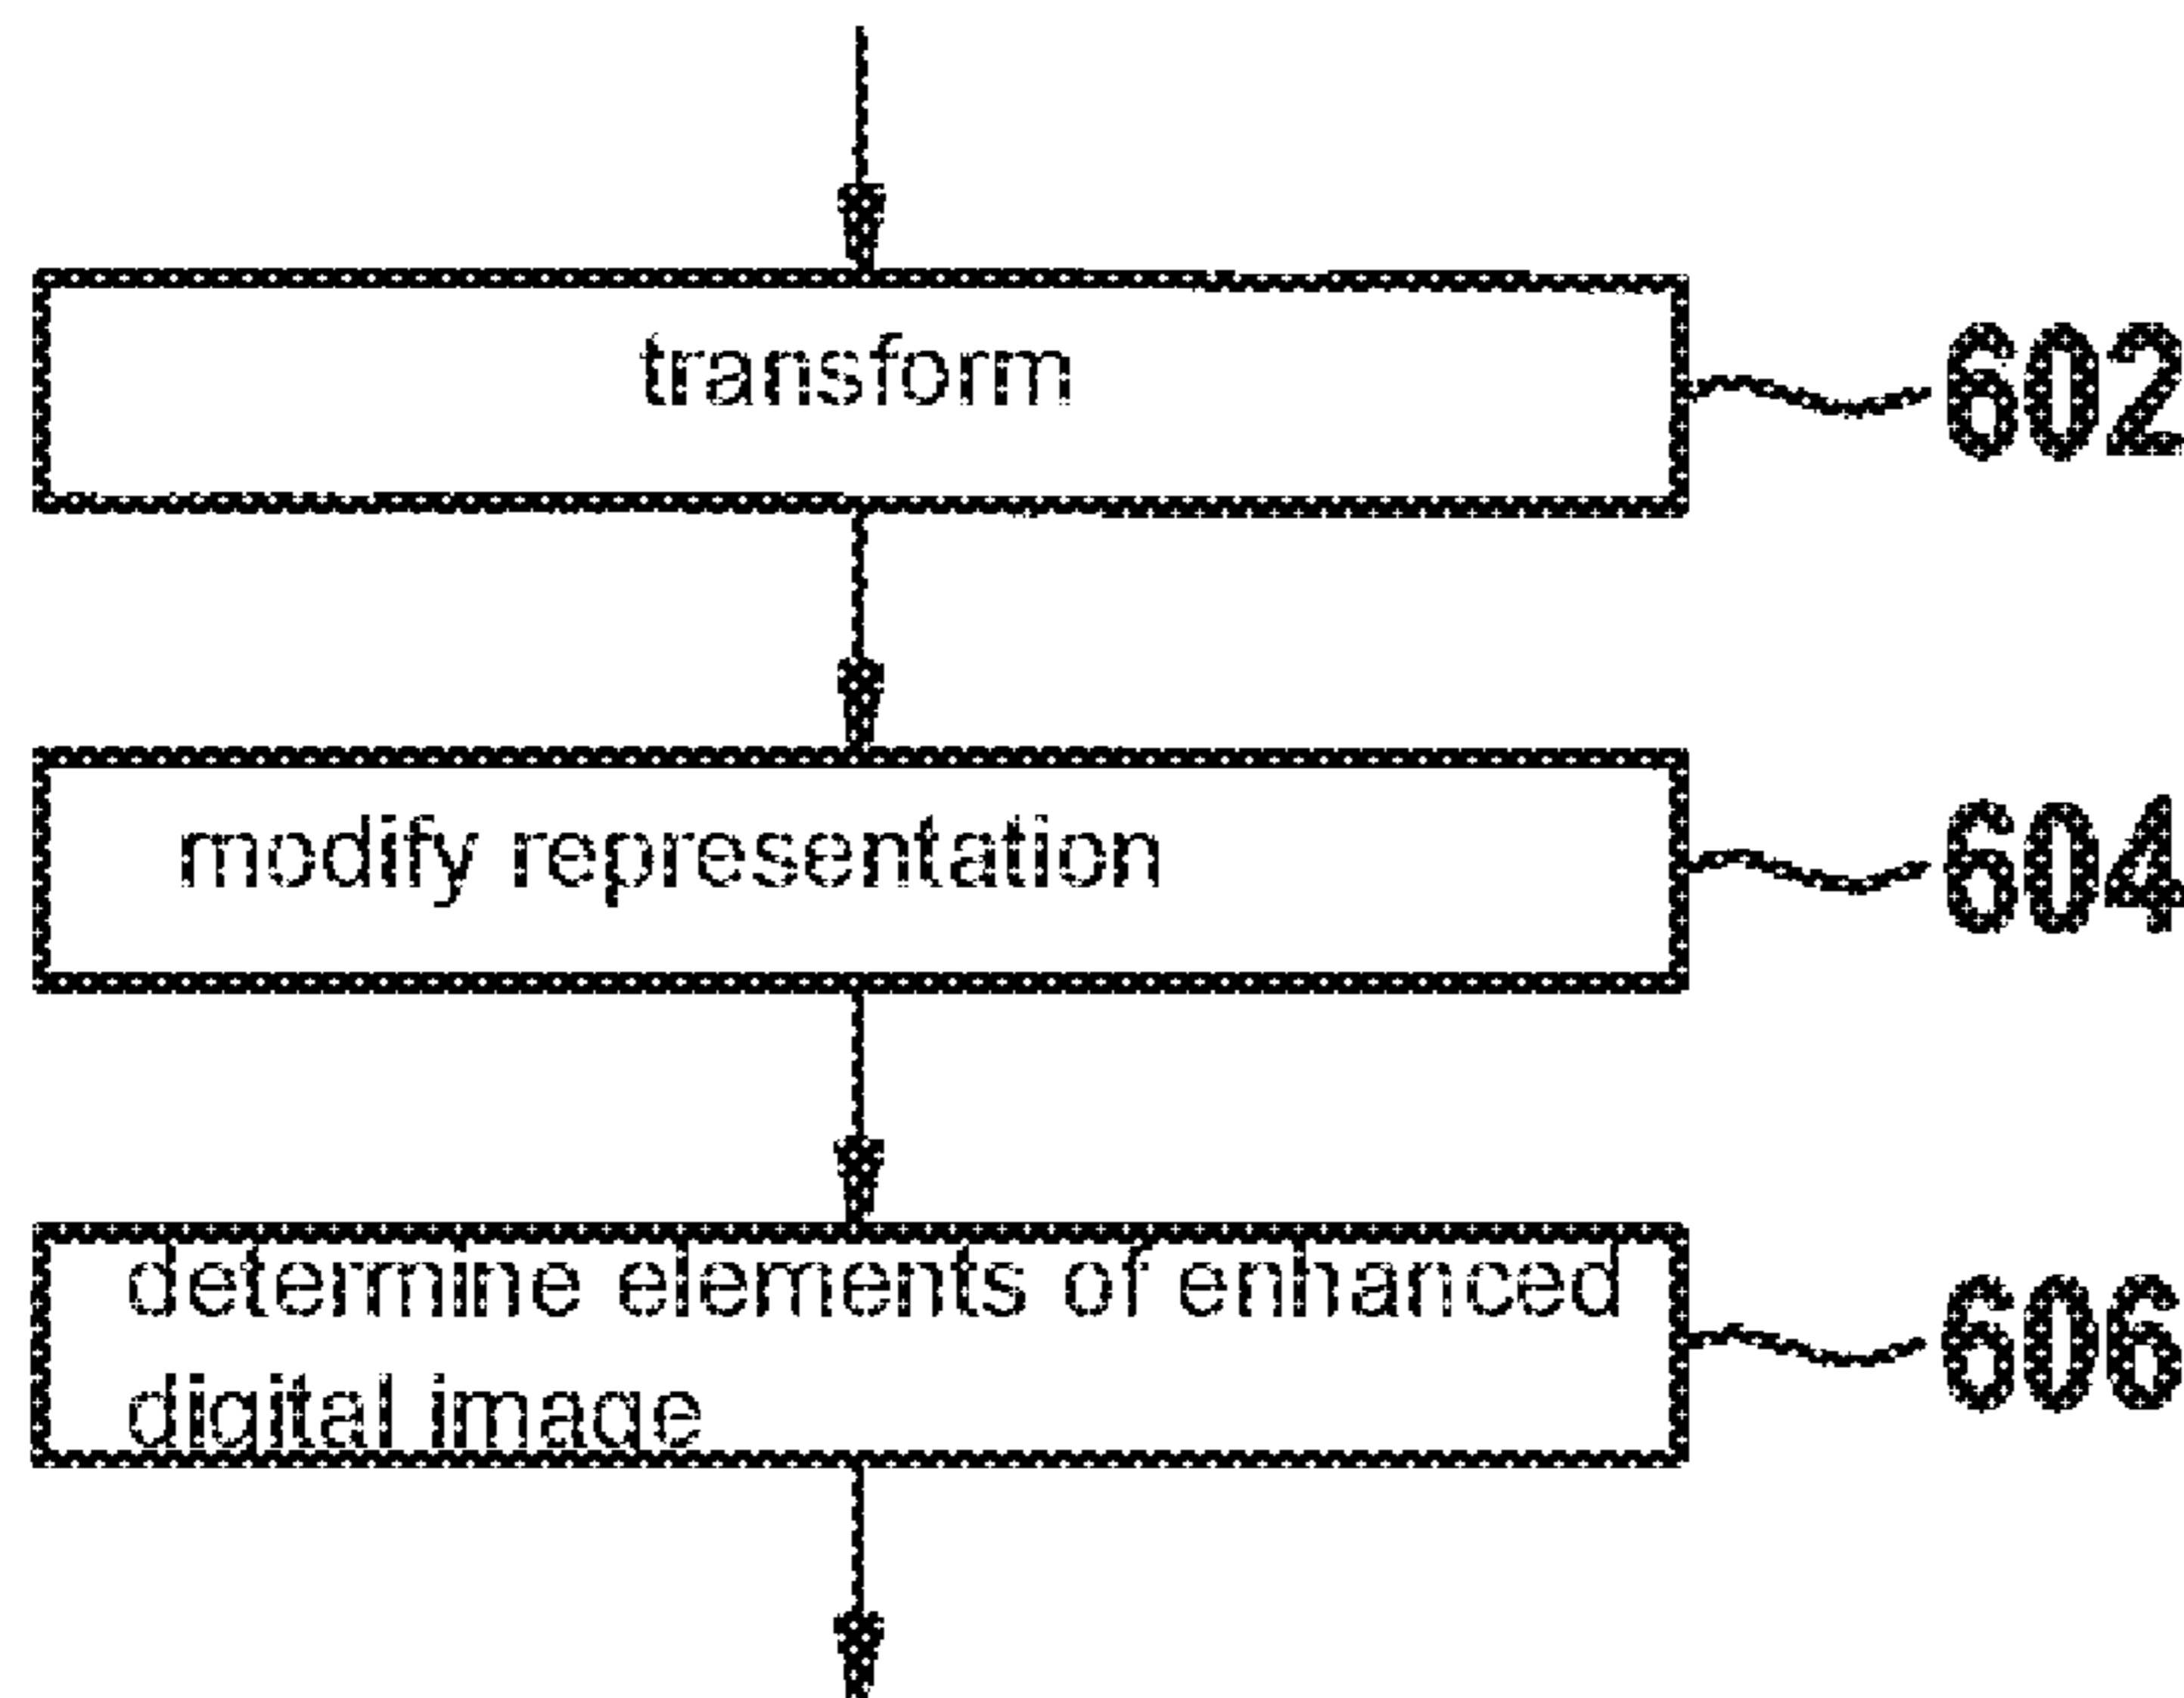 transform
602
modify representation
604
determine elements of enhanced
digital image
606